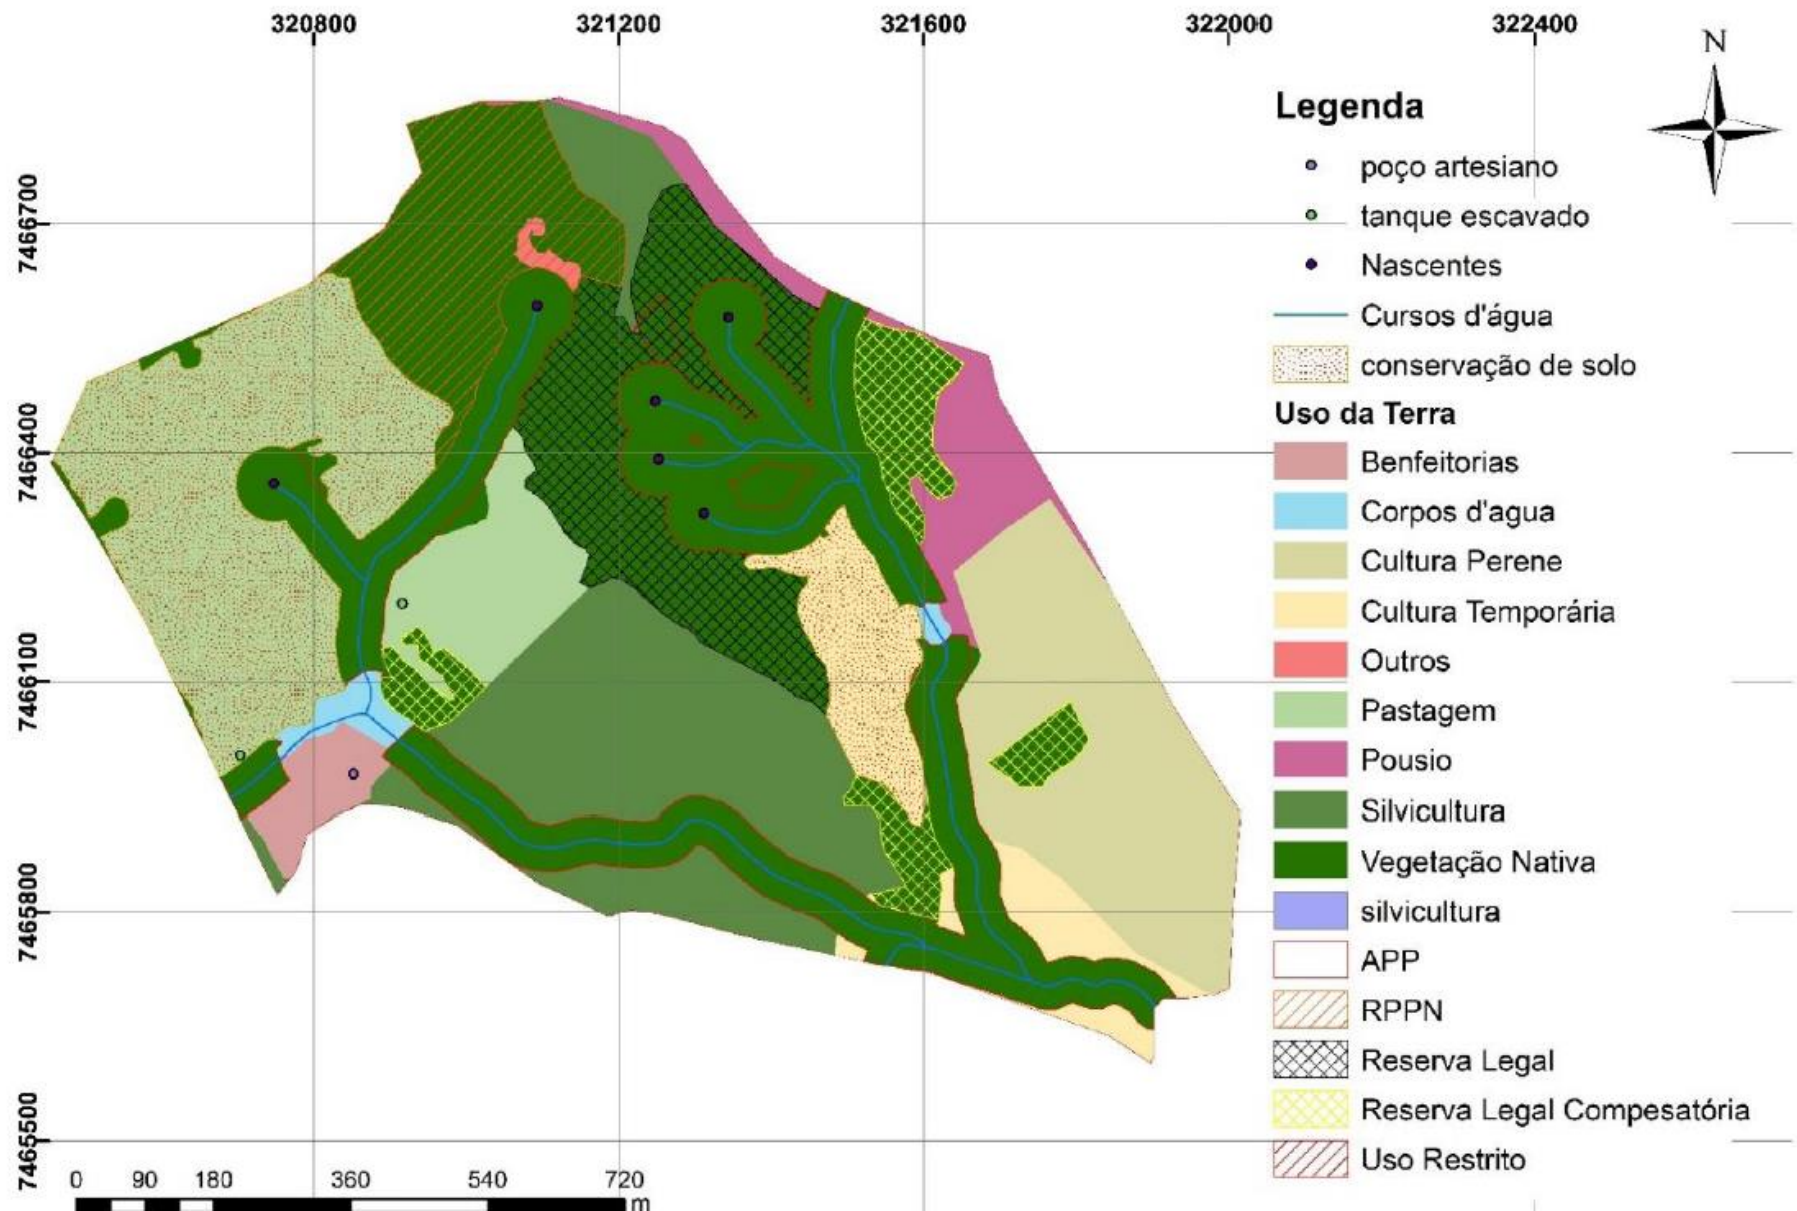 320800 321200 321600 322000 322400
N
Legenda
poço artesiano
tanque escavado
Nascentes
Cursos d'água
conservação de solo
Uso da Terra
Benfeitorias
Corpos d'agua
Cultura Perene
Cultura Temporária
Outros
Pastagem
Pousio
Silvicultura
Vegetação Nativa
silvicultura
APP
RPPN
Reserva Legal
Reserva Legal Compesatória
Uso Restrito
7466700
7466400
7466100
7465800
7465500
0 90 180 360 540 720
m